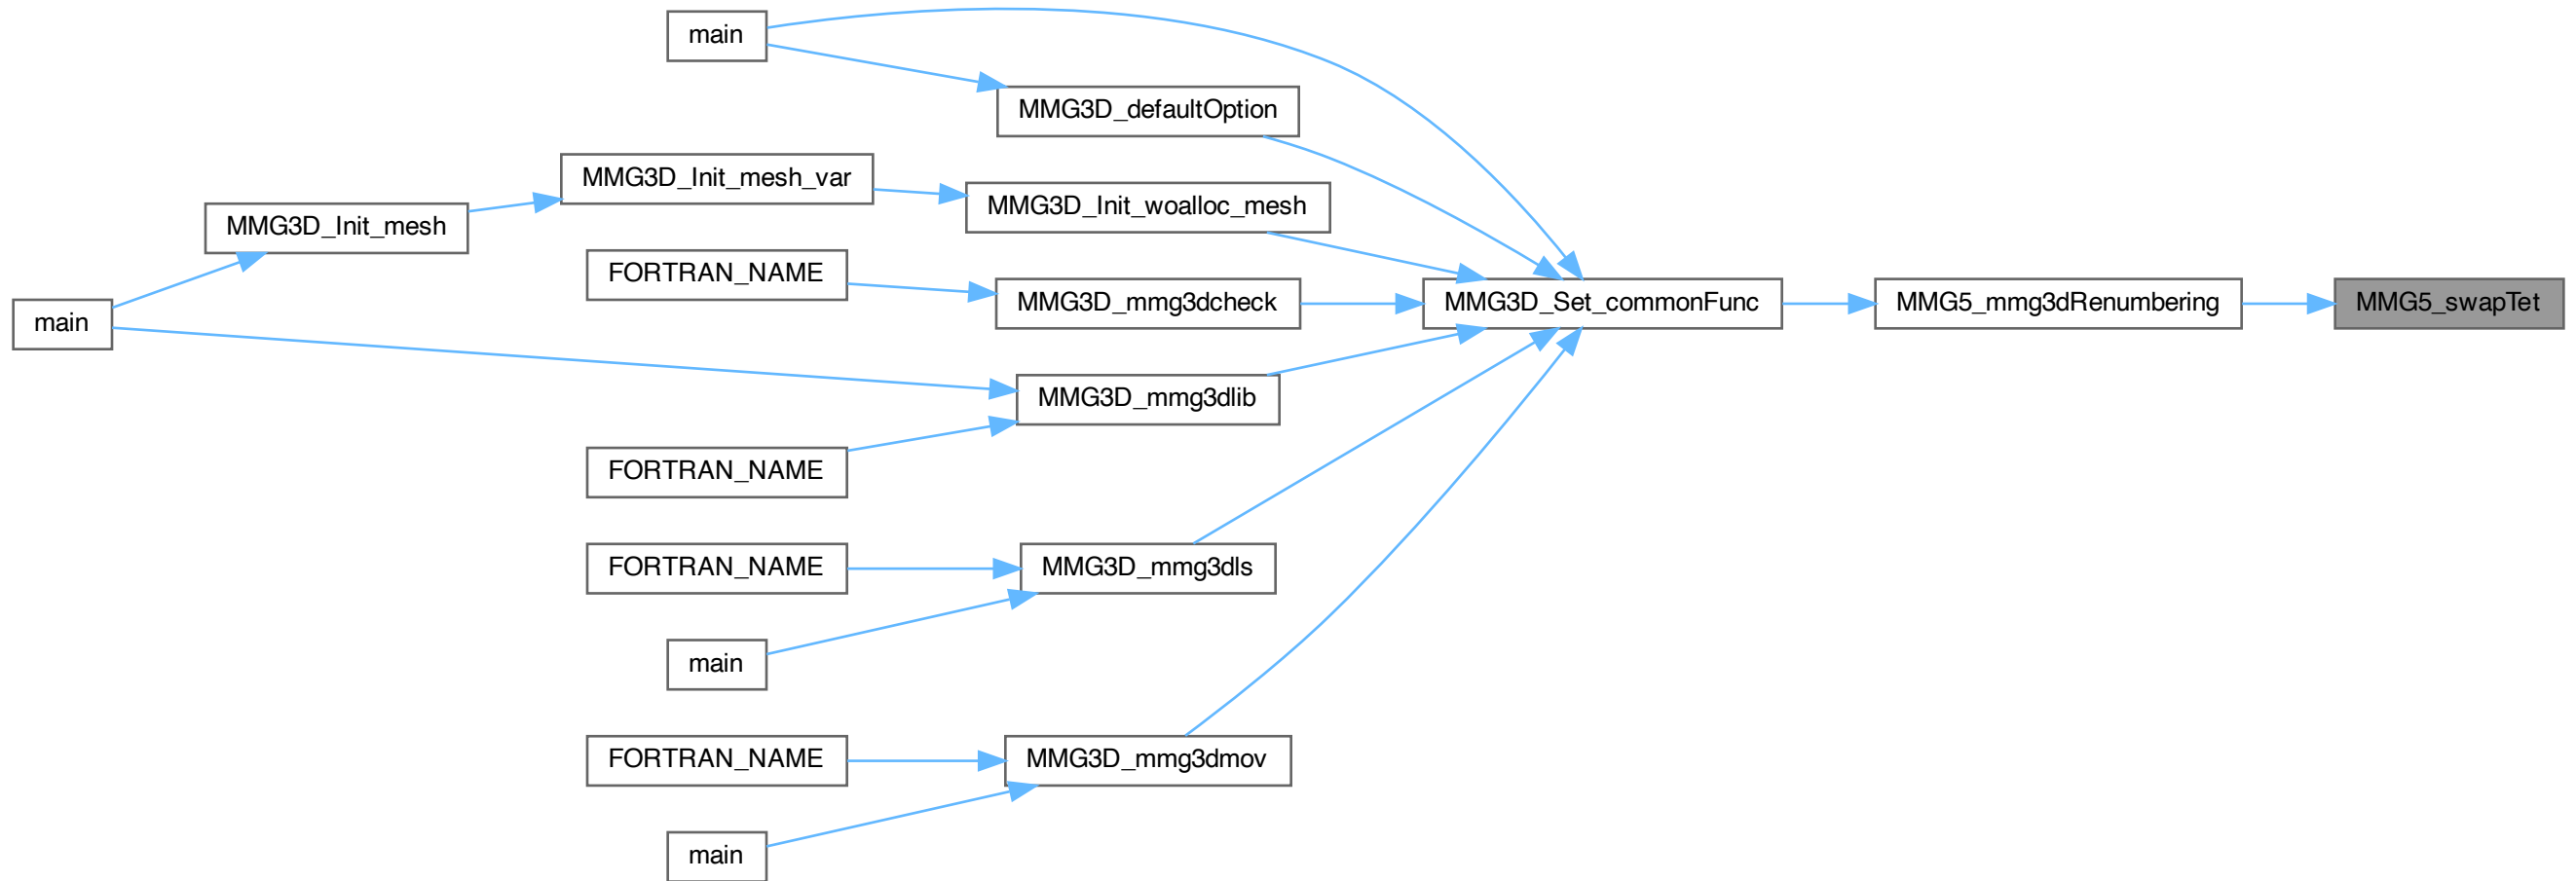 main
MMG3D_defaultOption
MMG3D_Init_mesh_var
MMG3D_Init_woalloc_mesh
MMG3D_Init_mesh
FORTRAN_NAME
MMG3D_mmg3dcheck
MMG3D_Set_commonFunc
MMG5_mmg3dRenumbering
MMG5_swapTet
main
MMG3D_mmg3dlib
FORTRAN_NAME
FORTRAN_NAME
MMG3D_mmg3dls
main
FORTRAN_NAME
MMG3D_mmg3dmov
main